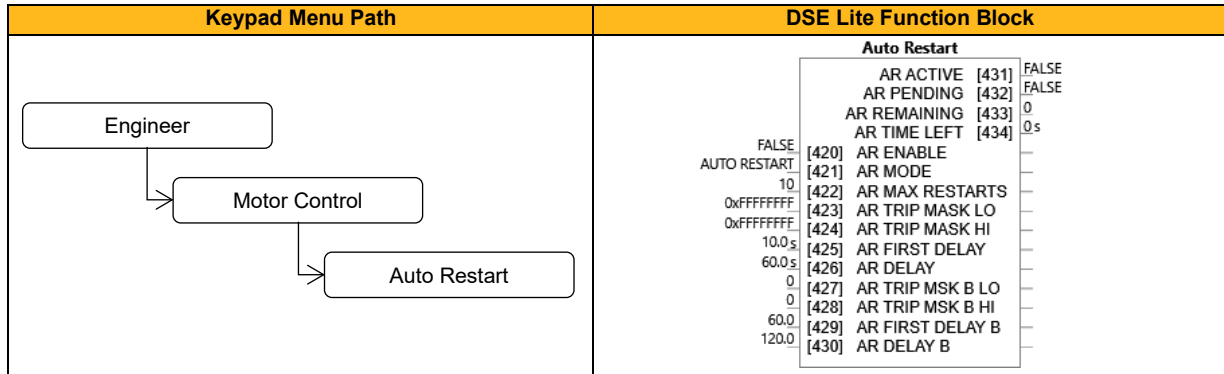 Keypad Menu Path
DSE Lite Function Block
Engineer
Motor Control
Auto Restart
Auto Restart
AR ACTIVE [431] FALSE
AR PENDING [432] FALSE
AR REMAINING [433] 0
AR TIME LEFT [434] 0 s
FALSE [420] AR ENABLE
AUTO RESTART [421] AR MODE
10 [422] AR MAX RESTARTS
0xFFFFFFFF [423] AR TRIP MASK LO
0xFFFFFFFF [424] AR TRIP MASK HI
10.0 s [425] AR FIRST DELAY
60.0 s [426] AR DELAY
0 [427] AR TRIP MSK B LO
0 [428] AR TRIP MSK B HI
60.0 [429] AR FIRST DELAY B
120.0 [430] AR DELAY B